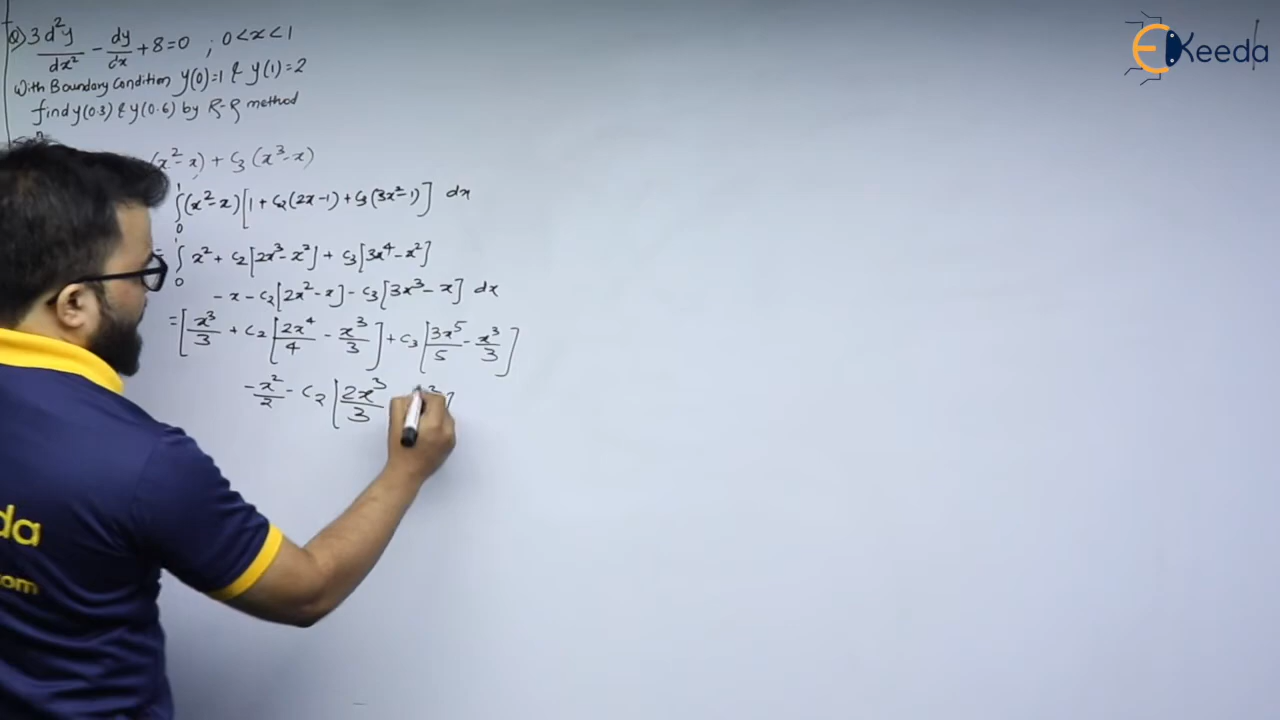 Q) 3 d²y/dx² - dy/dx + 8 = 0 ; 0 < x < 1
With Boundary Condition y(0)=1 & y(1)=2
find y(0.3) & y(0.6) by R-R method
(x²-x) + C₃(x³-x)
∫₀¹ (x²-x)[1 + C₂(2x-1) + C₃(3x²-1)] dx
= ∫₀¹ x² + C₂[2x³-x²] + C₃[3x⁴-x²]
-x - C₂[2x²-x] - C₃[3x³-x] dx
= [x³/3 + C₂[2x⁴/4 - x³/3] + C₃[3x⁵/5 - x³/3]
-x²/2 - C₂[2x³/3
EKeeda
da
com